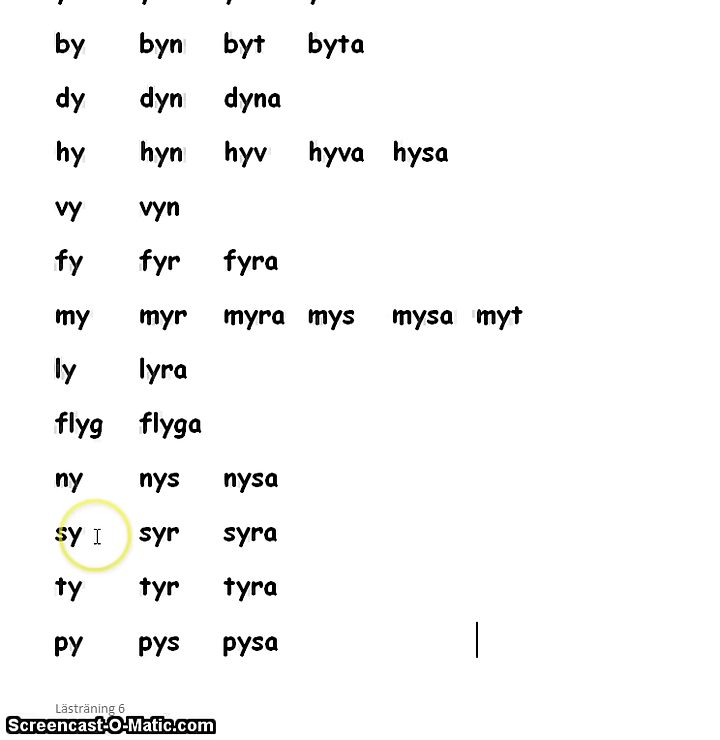 by byn byt byta
dy dyn dyna
hy hyn hyv hyva hysa
vy vyn
fy fyr fyra
my myr myra mys mysa myt
ly lyra
flyg flyga
ny nys nysa
sy syr syra
ty tyr tyra
py pys pysa
Lästräning 6
Screencast-O-Matic.com